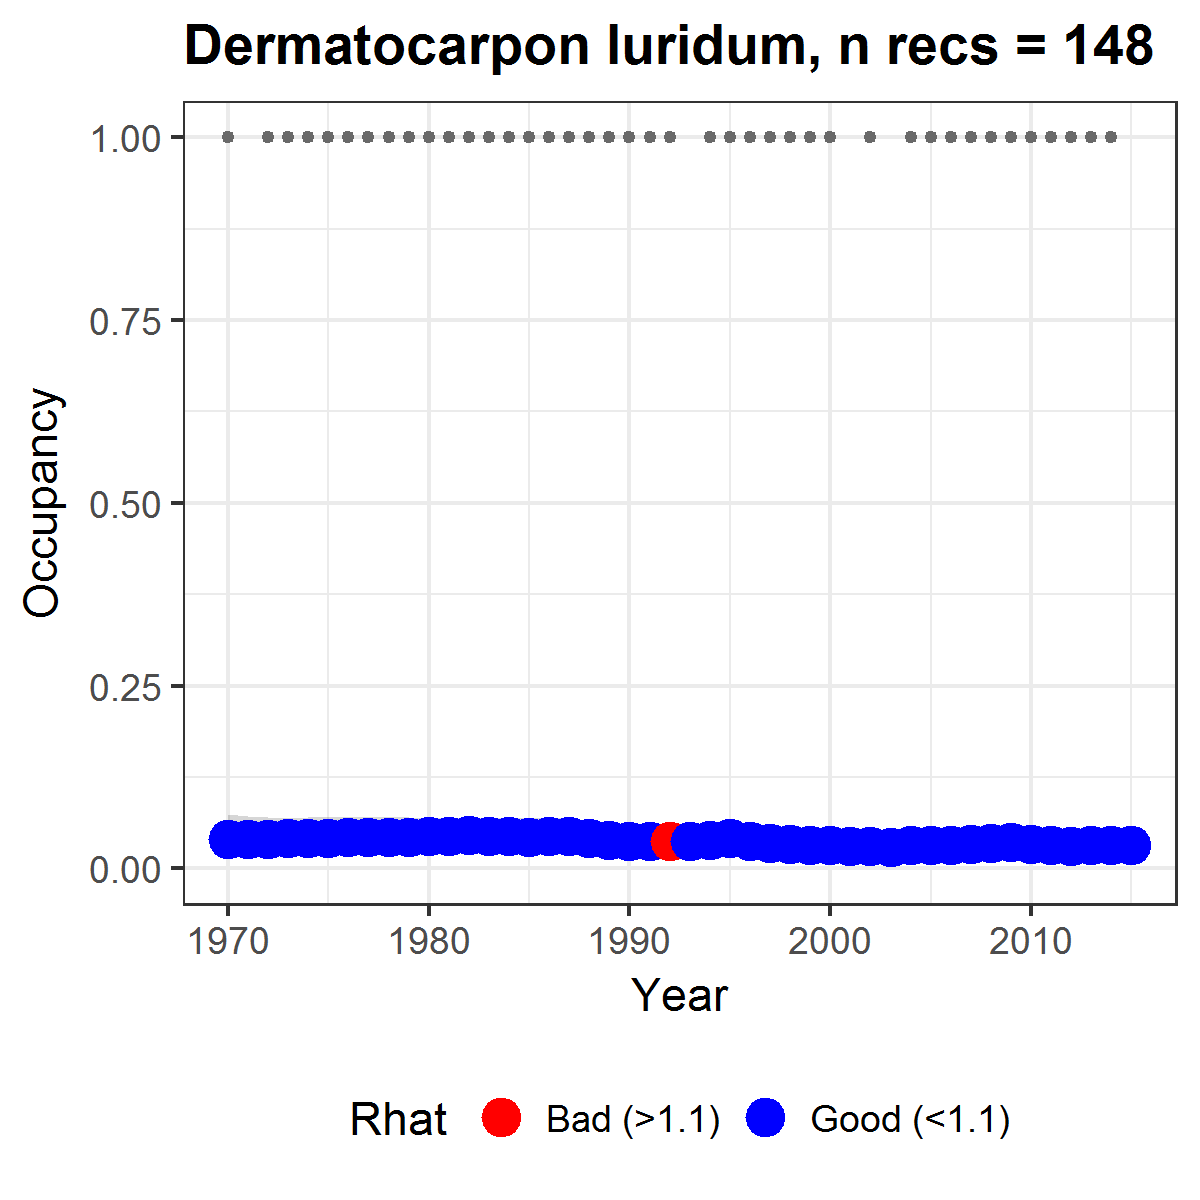 Dermatocarpon luridum, n recs = 148
1.00
0.75
0.50
0.25
0.00
Occupancy
1970 1980 1990 2000 2010
Year
Rhat Bad (>1.1) Good (<1.1)